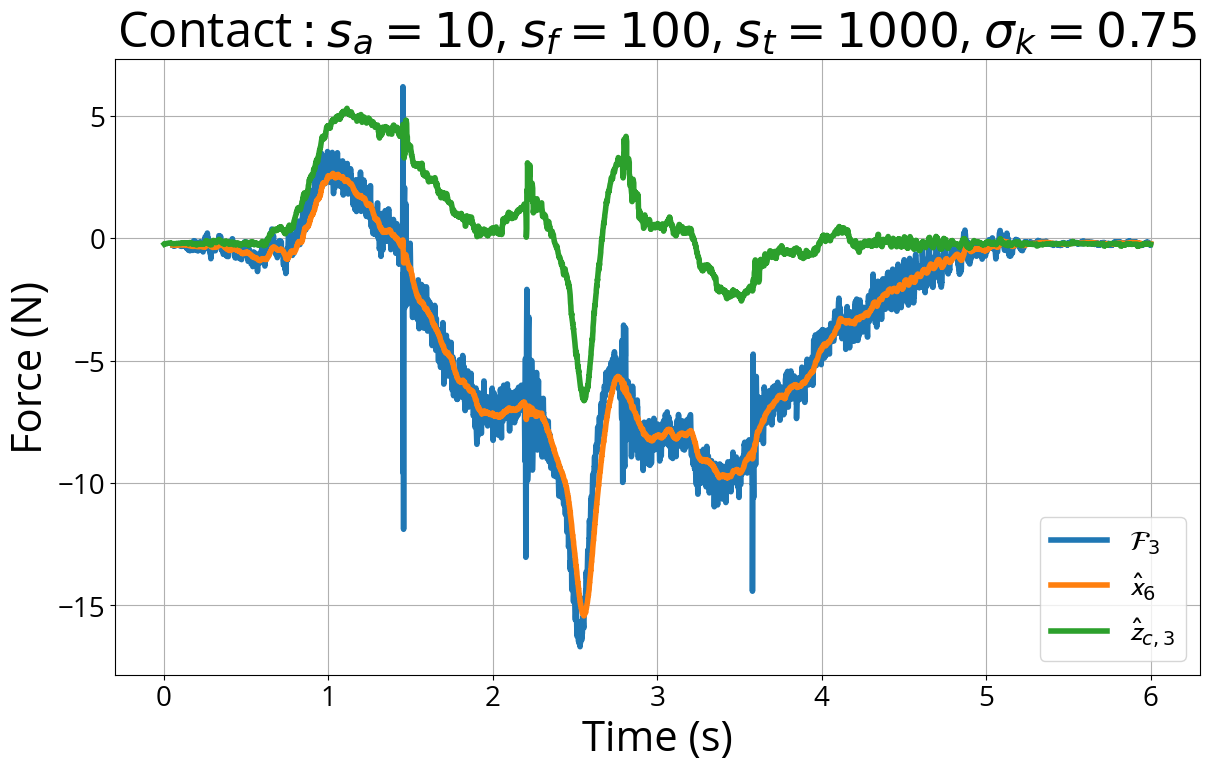 Contact : s_a = 10, s_f = 100, s_t = 1000, σ_k = 0.75
Force (N)
5
0
−5
−10
−15
0 1 2 3 4 5 6
Time (s)
ℱ_3
x̂_6
ẑ_{c,3}